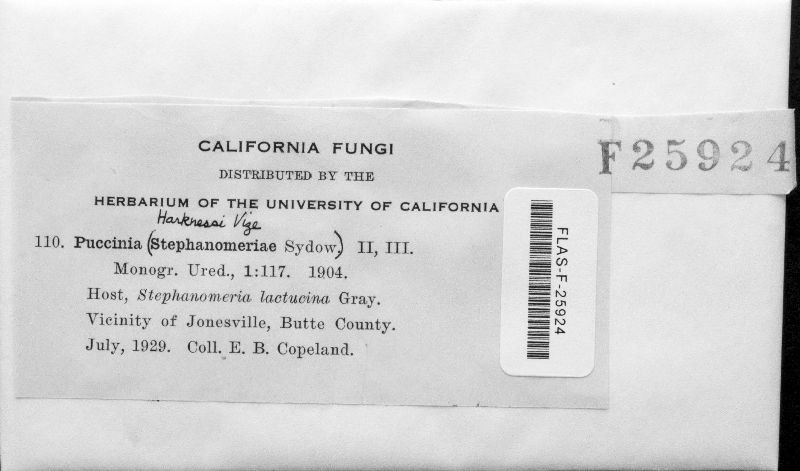 CALIFORNIA FUNGI
DISTRIBUTED BY THE
HERBARIUM OF THE UNIVERSITY OF CALIFORNIA
Harknessi Vize
110. Puccinia (Stephanomeriae Sydow,) II, III.
Monogr. Ured., 1:117. 1904.
Host, Stephanomeria lactucina Gray.
Vicinity of Jonesville, Butte County.
July, 1929. Coll. E. B. Copeland.
F25924
FLAS-F-25924